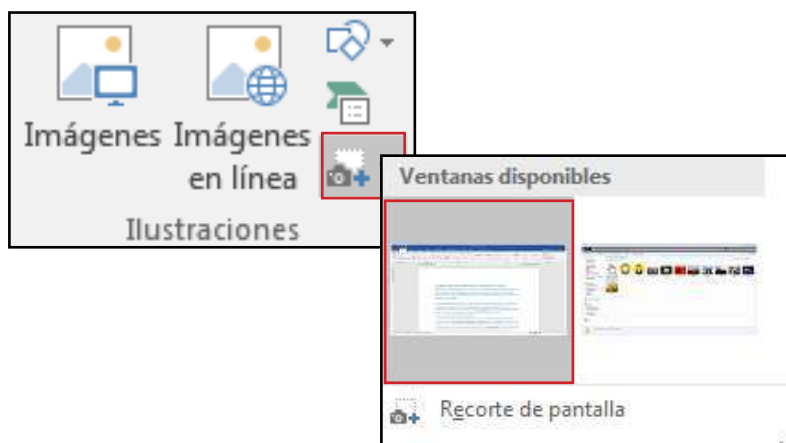 Imágenes
Imágenes
en línea
Ilustraciones
Ventanas disponibles
Recorte de pantalla